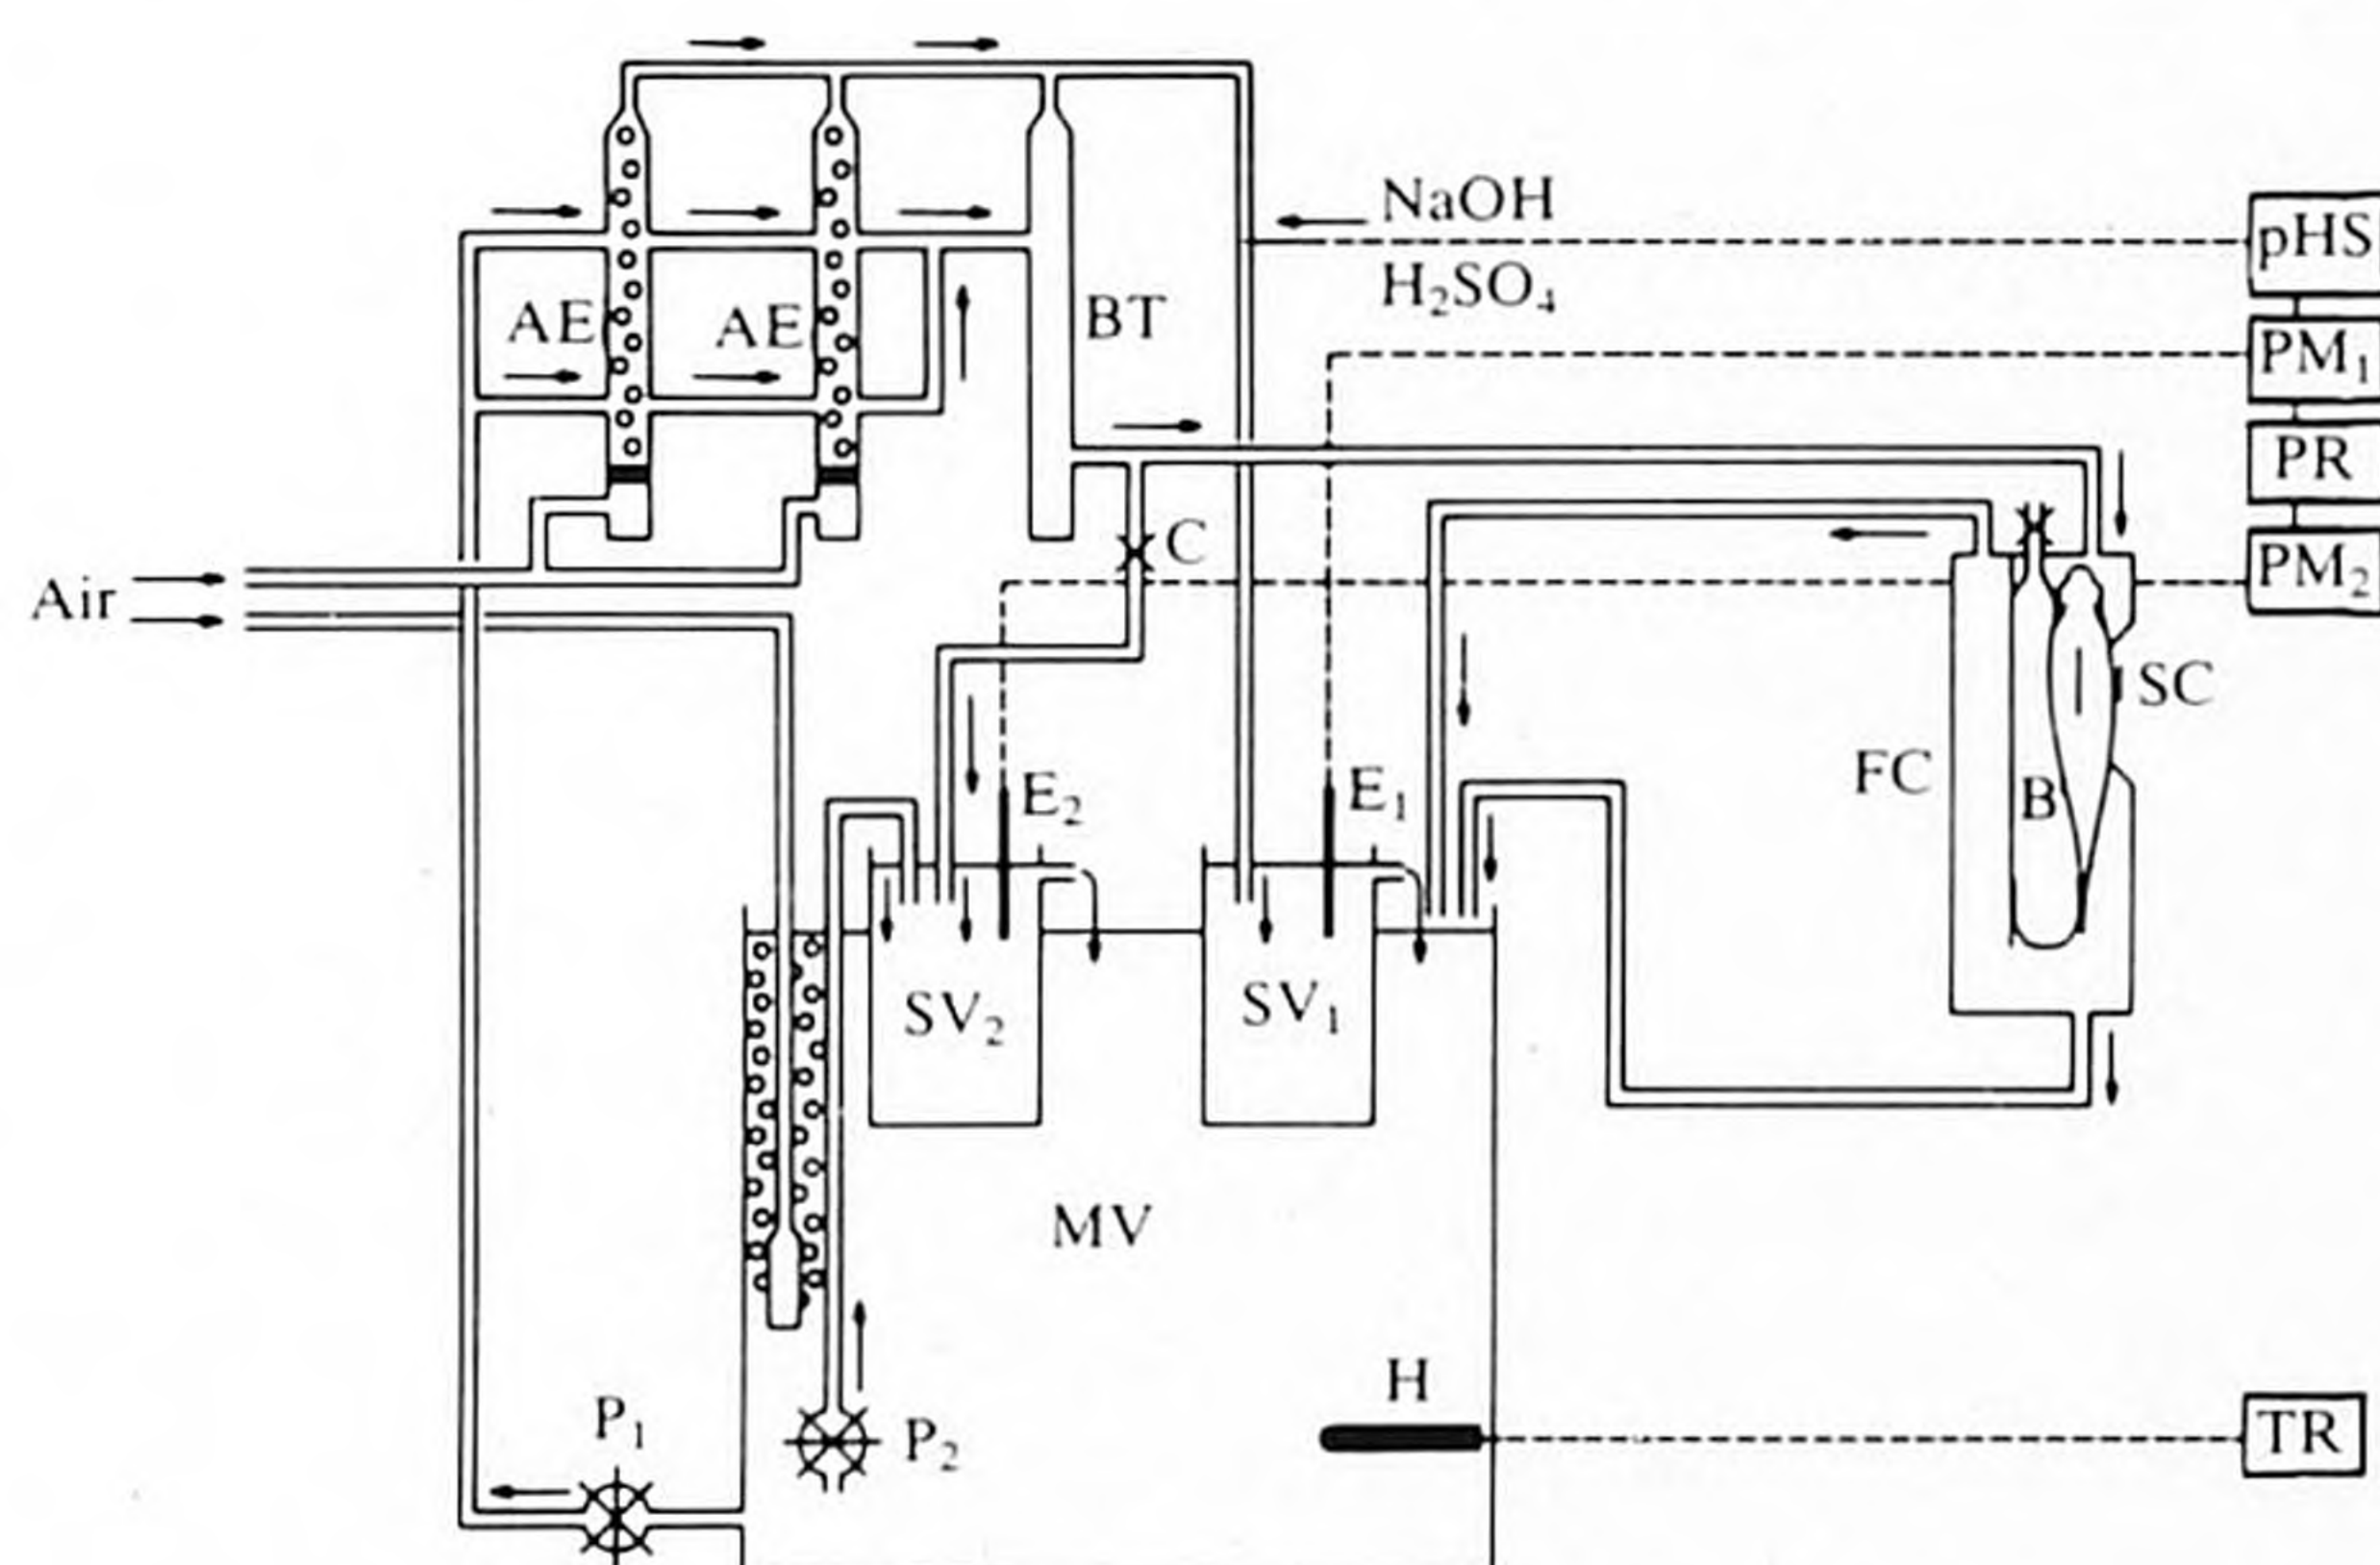 NaOH
pHS
H₂SO₄
AE
AE
BT
PM₁
PR
C
Air
PM₂
SC
E₂
E₁
FC
B
SV₂
SV₁
MV
H
P₁
P₂
TR